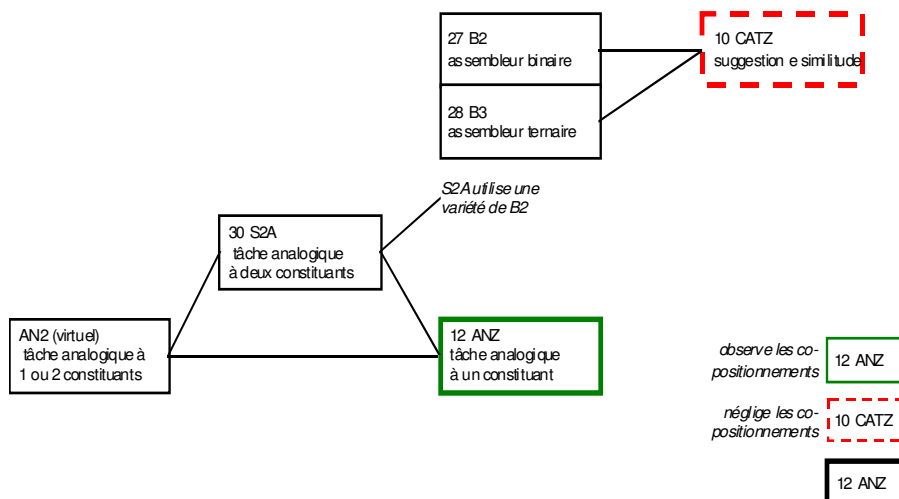 27 B2
assembleur binaire
10 CATZ
suggestion e similitude
28 B3
assembleur ternaire
S2A utilise une
variété de B2
30 S2A
tâche analogique
à deux constituants
AN2 (virtuel)
tâche analogique à
1 ou 2 constituants
12 ANZ
tâche analogique
à un constituant
observe les co-
positionnements
12 ANZ
néglige les co-
positionnements
10 CATZ
12 ANZ